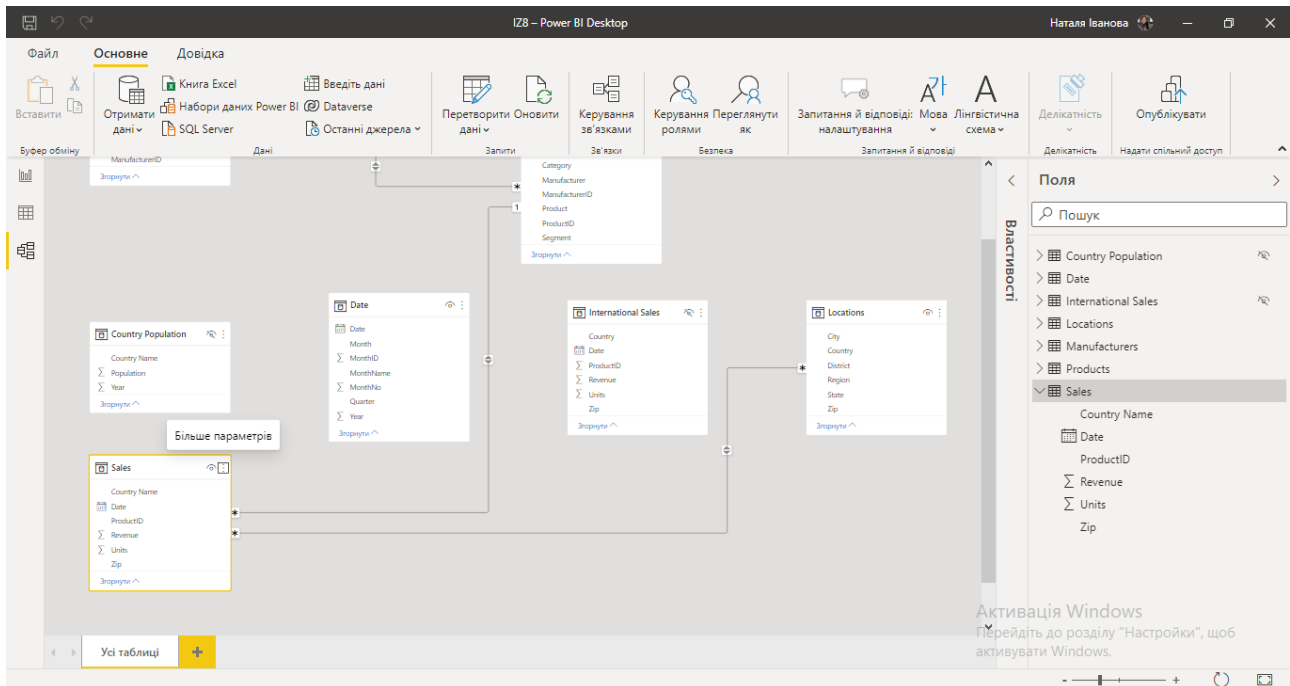 IZ8 – Power BI Desktop
Наталя Іванова
Файл
Основне
Довідка
Вставити
Буфер обміну
Отримати дані
Книга Excel
Набори даних Power BI
SQL Server
Введіть дані
Dataverse
Останні джерела
Дані
Перетворити дані
Оновити
Запити
Керування зв'язками
Зв'язки
Керування ролями
Переглянути як
Безпека
Запитання й відповіді: налаштування
Мова
Лінгвістична схема
Запитання й відповіді
Делікатність
Делікатність
Опублікувати
Надати спільний доступ
ManufacturerID
Згорнути
Category
Manufacturer
ManufacturerID
Product
ProductID
Segment
Згорнути
*
1
Country Population
Country Name
Population
Year
Згорнути
Date
Date
Month
MonthID
MonthName
MonthNo
Quarter
Year
Згорнути
International Sales
Country
Date
ProductID
Revenue
Units
Zip
Згорнути
Locations
City
Country
District
Region
State
Zip
Згорнути
*
Більше параметрів
Sales
Country Name
Date
ProductID
Revenue
Units
Zip
Згорнути
*
*
Властивості
Поля
Пошук
Country Population
Date
International Sales
Locations
Manufacturers
Products
Sales
Country Name
Date
ProductID
Revenue
Units
Zip
Активація Windows
Перейдіть до розділу "Настройки", щоб
активувати Windows.
Усі таблиці
+
- +